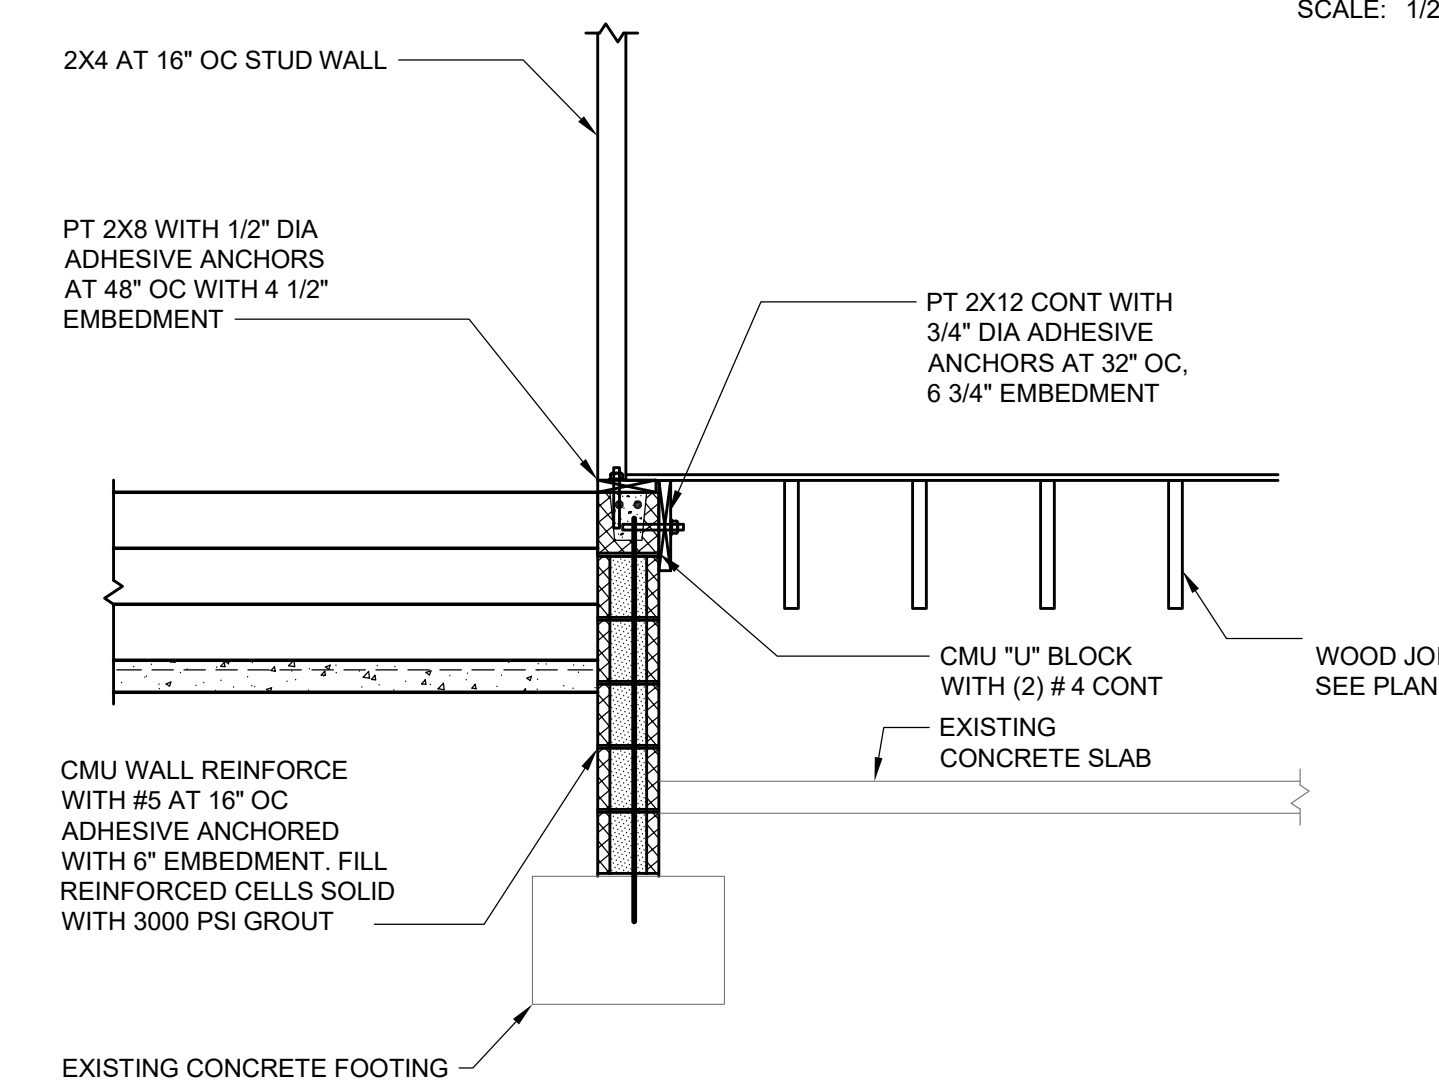 SCALE: 1/2
2X4 AT 16" OC STUD WALL
PT 2X8 WITH 1/2" DIA
ADHESIVE ANCHORS
AT 48" OC WITH 4 1/2"
EMBEDMENT
PT 2X12 CONT WITH
3/4" DIA ADHESIVE
ANCHORS AT 32" OC,
6 3/4" EMBEDMENT
CMU "U" BLOCK
WITH (2) # 4 CONT
WOOD
SEE PLAN
EXISTING
CONCRETE SLAB
CMU WALL REINFORCE
WITH #5 AT 16" OC
ADHESIVE ANCHORED
WITH 6" EMBEDMENT. FILL
REINFORCED CELLS SOLID
WITH 3000 PSI GROUT
EXISTING CONCRETE FOOTING